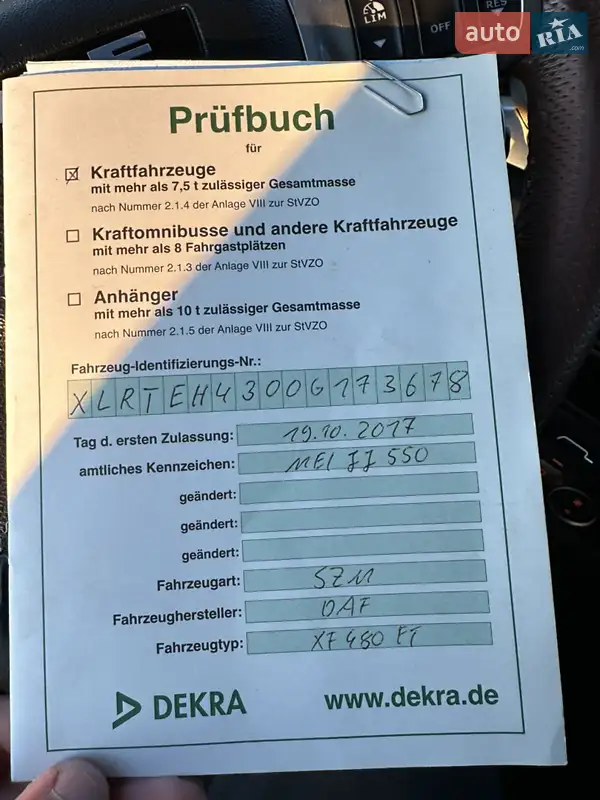 LIM
OFF
RES
auto RIA.com
Prüfbuch
für
Kraftfahrzeuge
mit mehr als 7,5 t zulässiger Gesamtmasse
nach Nummer 2.1.4 der Anlage VIII zur StVZO
Kraftomnibusse und andere Kraftfahrzeuge
mit mehr als 8 Fahrgastplätzen
nach Nummer 2.1.3 der Anlage VIII zur StVZO
Anhänger
mit mehr als 10 t zulässiger Gesamtmasse
nach Nummer 2.1.5 der Anlage VIII zur StVZO
Fahrzeug-Identifizierungs-Nr.:
XLRTEH4300G173678
Tag d. ersten Zulassung: 19.10.2017
amtliches Kennzeichen: MEI JJ 550
geändert:
geändert:
geändert:
Fahrzeugart: SZM
Fahrzeughersteller: DAF
Fahrzeugtyp: XF 480 FT
DEKRA www.dekra.de